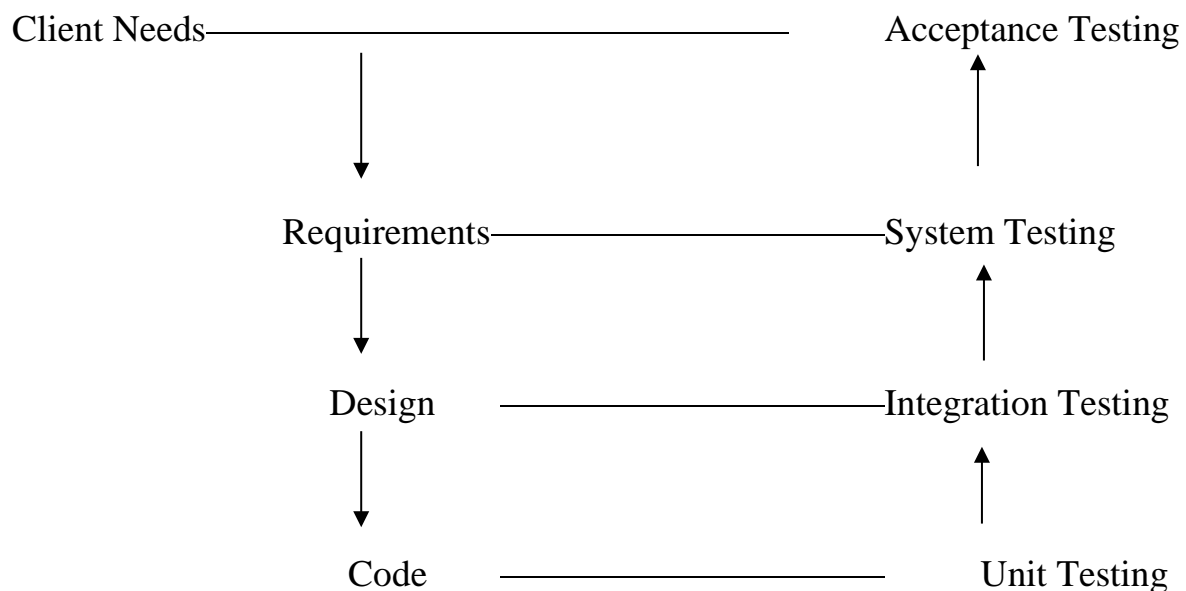 Client Needs Acceptance Testing
Requirements System Testing
Design Integration Testing
Code Unit Testing